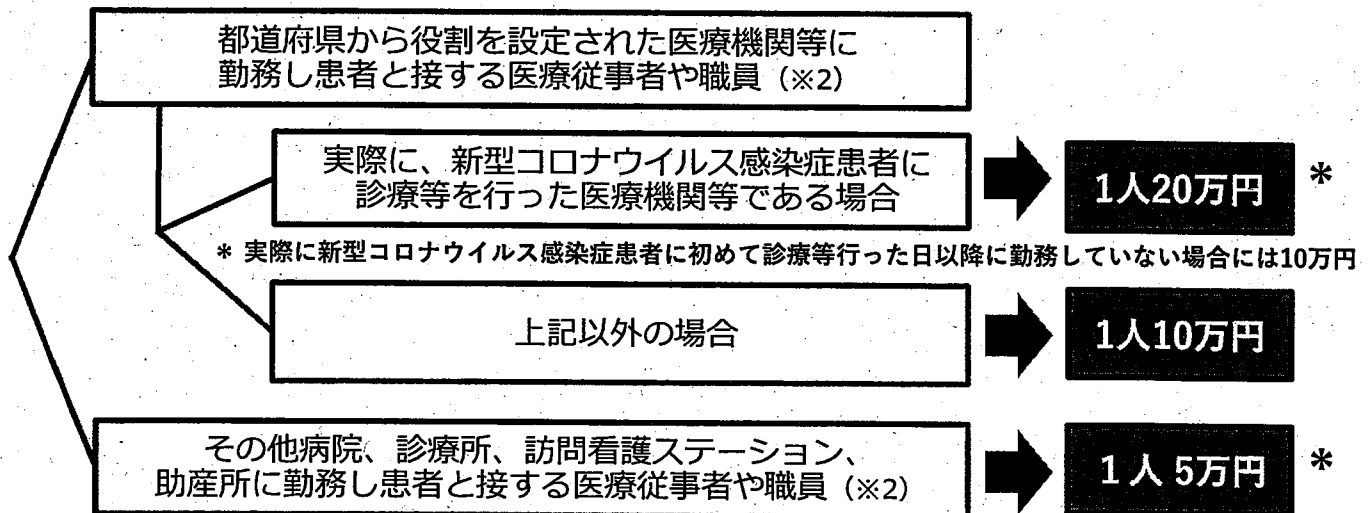 都道府県から役割を設定された医療機関等に
勤務し患者と接する医療従事者や職員（※2）
実際に、新型コロナウイルス感染症患者に
診療等を行った医療機関等である場合
1人20万円 *
* 実際に新型コロナウイルス感染症患者に初めて診療等行った日以降に勤務していない場合には10万円
上記以外の場合
1人10万円
その他病院、診療所、訪問看護ステーション、
助産所に勤務し患者と接する医療従事者や職員（※2）
1人 5万円 *